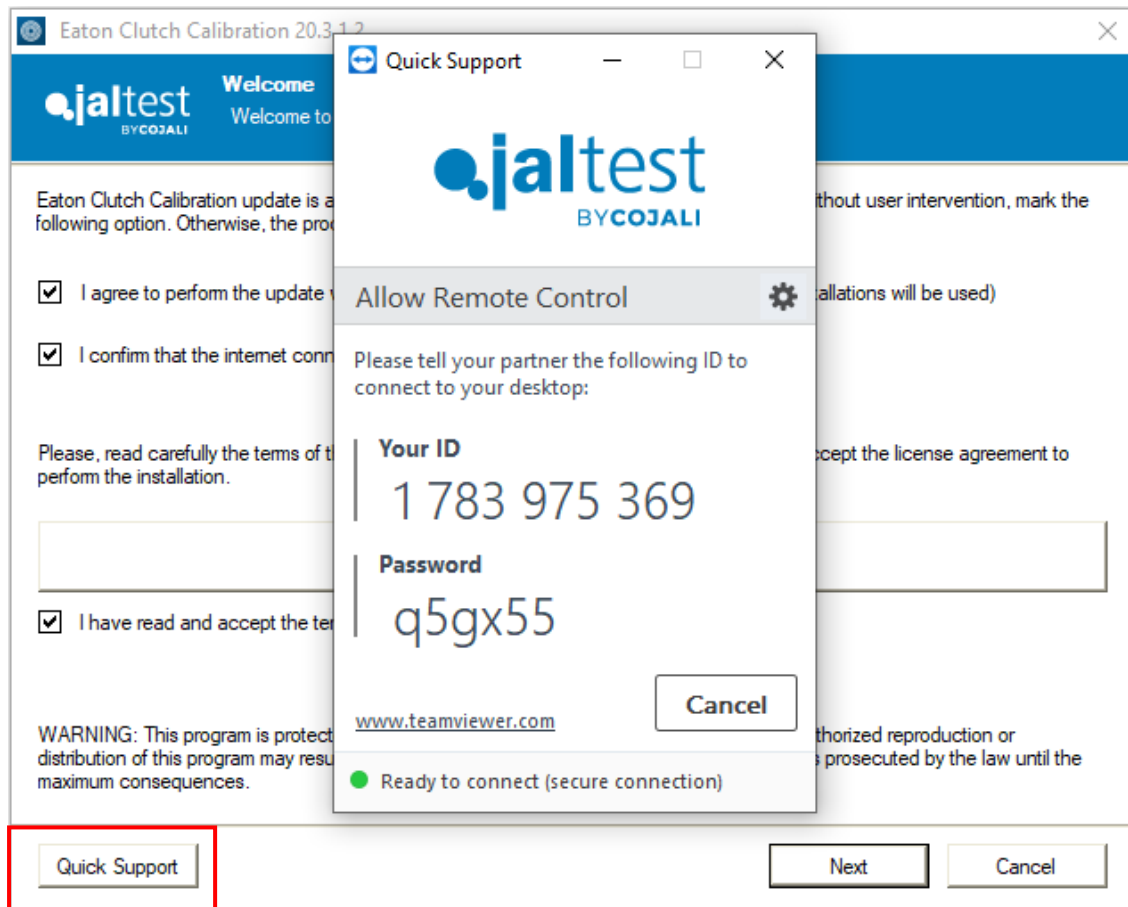 Eaton Clutch Calibration 20.3.1.2
jaltest
BY COJALI
Welcome
Welcome to
Eaton Clutch Calibration update is a
ithout user intervention, mark the
following option. Otherwise, the proc
I agree to perform the update
tallations will be used)
I confirm that the internet conn
Please, read carefully the terms of t
ccept the license agreement to
perform the installation.
I have read and accept the ter
WARNING: This program is protect
thorized reproduction or
distribution of this program may resu
s prosecuted by the law until the
maximum consequences.
Quick Support
Next
Cancel
Quick Support
jaltest
BY COJALI
Allow Remote Control
Please tell your partner the following ID to
connect to your desktop:
Your ID
1 783 975 369
Password
q5gx55
www.teamviewer.com
Cancel
Ready to connect (secure connection)